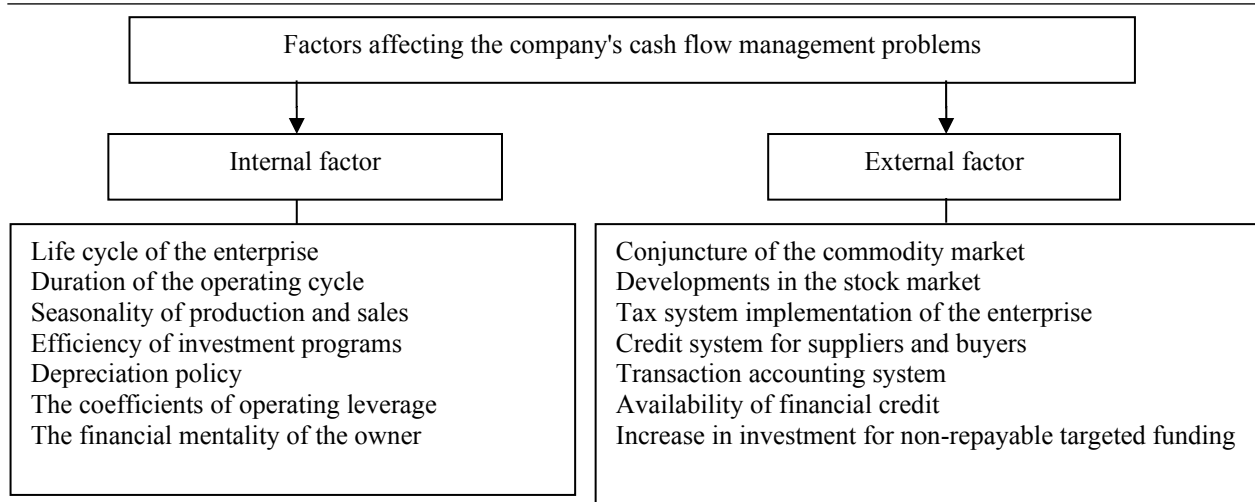 Factors affecting the company's cash flow management problems
Internal factor
External factor
Life cycle of the enterprise
Duration of the operating cycle
Seasonality of production and sales
Efficiency of investment programs
Depreciation policy
The coefficients of operating leverage
The financial mentality of the owner
Conjuncture of the commodity market
Developments in the stock market
Tax system implementation of the enterprise
Credit system for suppliers and buyers
Transaction accounting system
Availability of financial credit
Increase in investment for non-repayable targeted funding